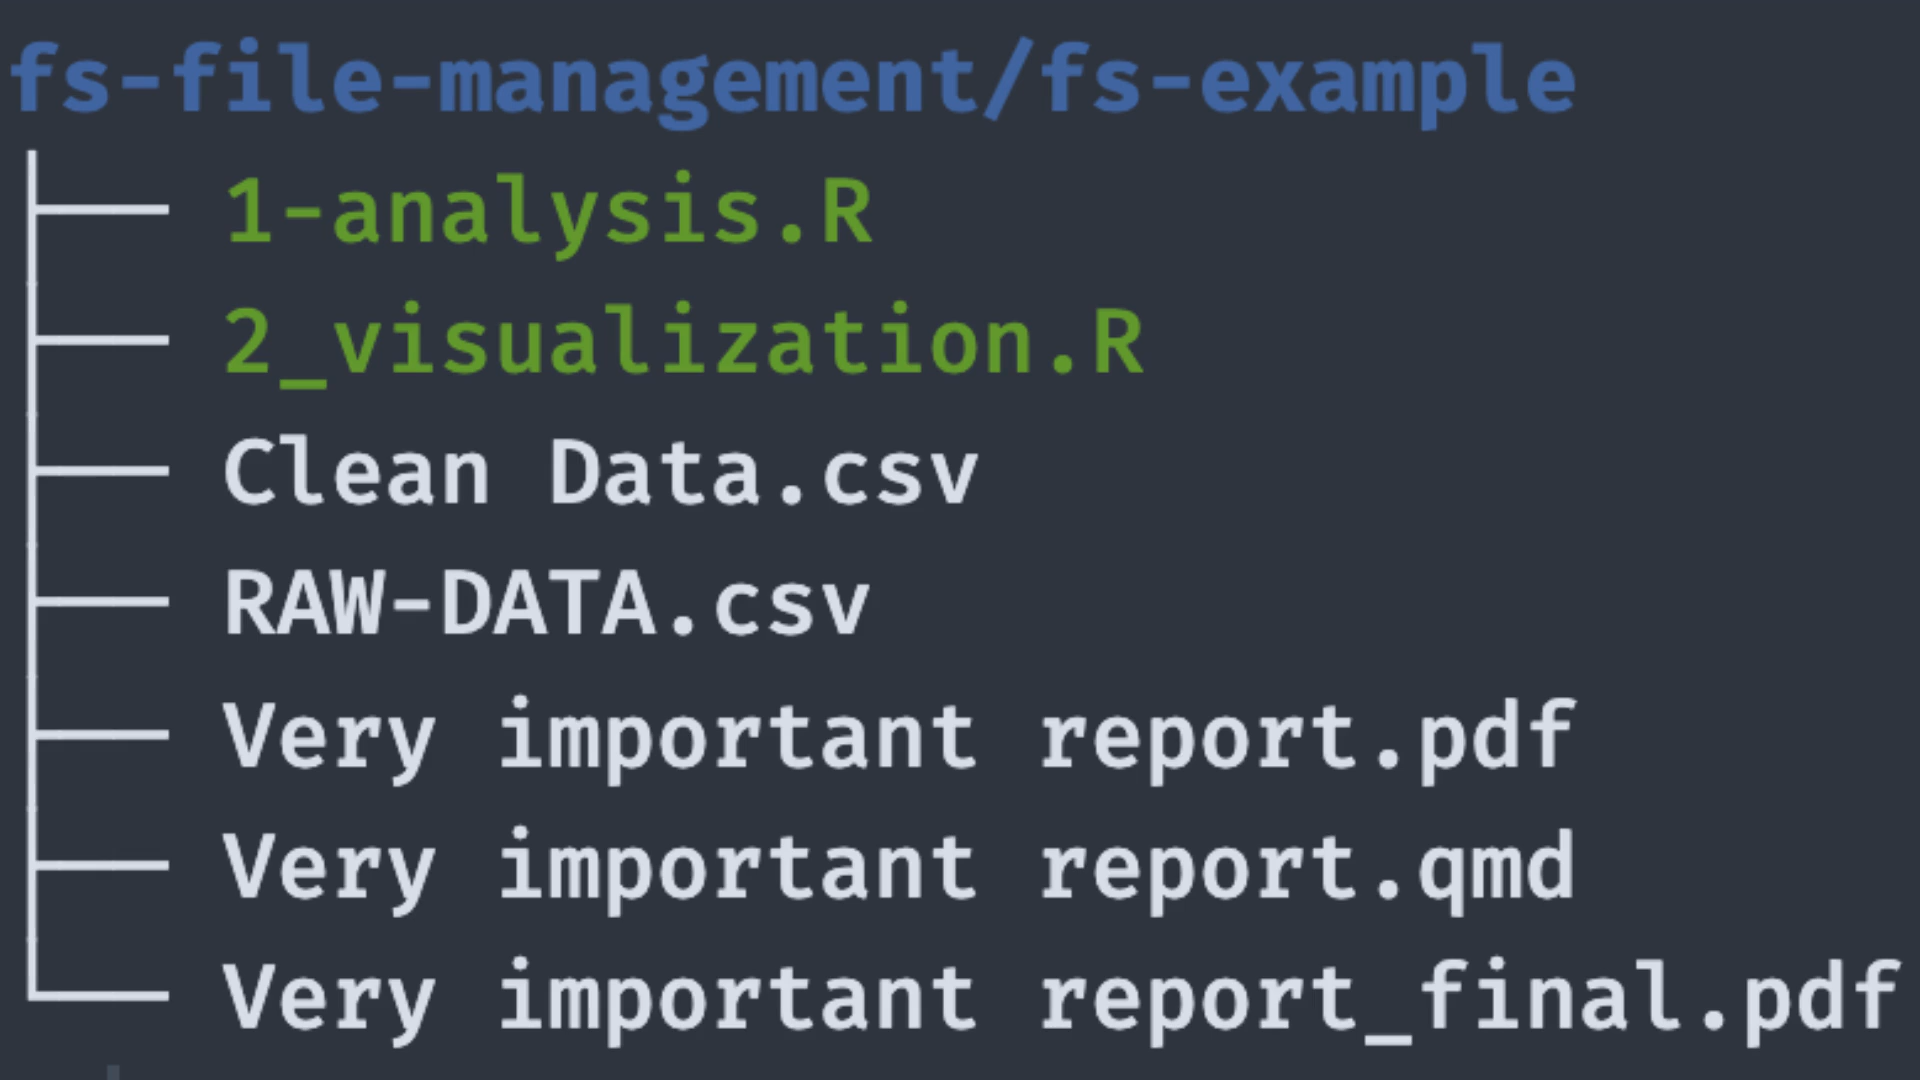 fs-file-management/fs-example
├── 1-analysis.R
├── 2_visualization.R
├── Clean Data.csv
├── RAW-DATA.csv
├── Very important report.pdf
├── Very important report.qmd
└── Very important report_final.pdf